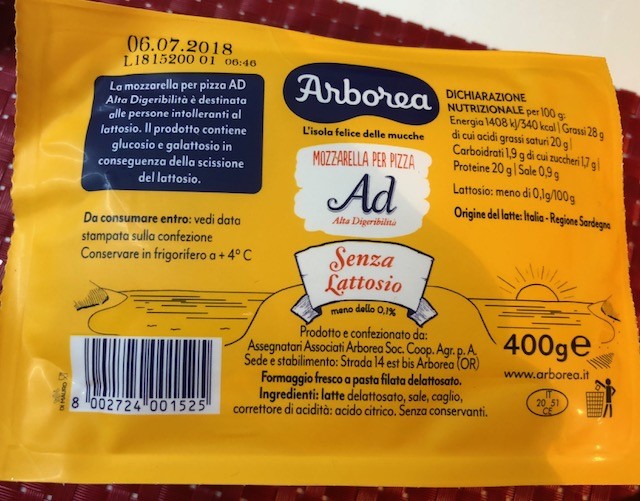 06.07.2018
L1815200 01 06:46
La mozzarella per pizza AD
Alta Digeribilità è destinata
alle persone intolleranti al
lattosio. Il prodotto contiene
glucosio e galattosio in
conseguenza della scissione
del lattosio.
Da consumare entro: vedi data
stampata sulla confezione
Conservare in frigorifero a + 4° C
8 002724 001525
Arborea
L'isola felice delle mucche
MOZZARELLA PER PIZZA
Ad
Alta Digeribilità
Senza
Lattosio
meno dello 0,1%
Prodotto e confezionato da:
Assegnatari Associati Arborea Soc. Coop. Agr. p. A.
Sede e stabilimento: Strada 14 est bis Arborea (OR)
Formaggio fresco a pasta filata delattosato.
Ingredienti: latte delattosato, sale, caglio,
correttore di acidità: acido citrico. Senza conservanti.
DICHIARAZIONE
NUTRIZIONALE per 100 g:
Energia 1408 kJ/340 kcal | Grassi 28 g
di cui acidi grassi saturi 20 g |
Carboidrati 1,9 g di cui zuccheri 1,7 g |
Proteine 20 g | Sale 0,9 g
Lattosio: meno di 0,1g/100 g
Origine del latte: Italia - Regione Sardegna
400g e
www.arborea.it
IT
20 51
CE